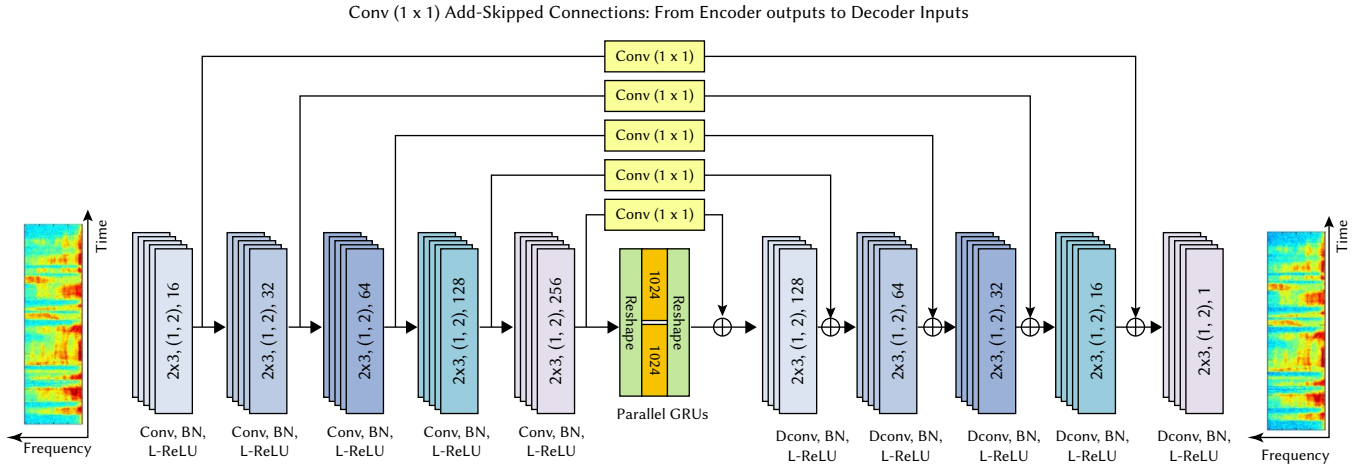 Conv (1 x 1) Add-Skipped Connections: From Encoder outputs to Decoder Inputs
Conv (1 x 1)
Conv (1 x 1)
Conv (1 x 1)
Conv (1 x 1)
Conv (1 x 1)
Time
Frequency
2x3, (1, 2), 16
2x3, (1, 2), 32
2x3, (1, 2), 64
2x3, (1, 2), 128
2x3, (1, 2), 256
Reshape
1024
1024
Reshape
Parallel GRUs
2x3, (1, 2), 128
2x3, (1, 2), 64
2x3, (1, 2), 32
2x3, (1, 2), 16
2x3, (1, 2), 1
Time
Frequency
Conv, BN,
L-ReLU
Conv, BN,
L-ReLU
Conv, BN,
L-ReLU
Conv, BN,
L-ReLU
Conv, BN,
L-ReLU
Dconv, BN,
L-ReLU
Dconv, BN,
L-ReLU
Dconv, BN,
L-ReLU
Dconv, BN,
L-ReLU
Dconv, BN,
L-ReLU